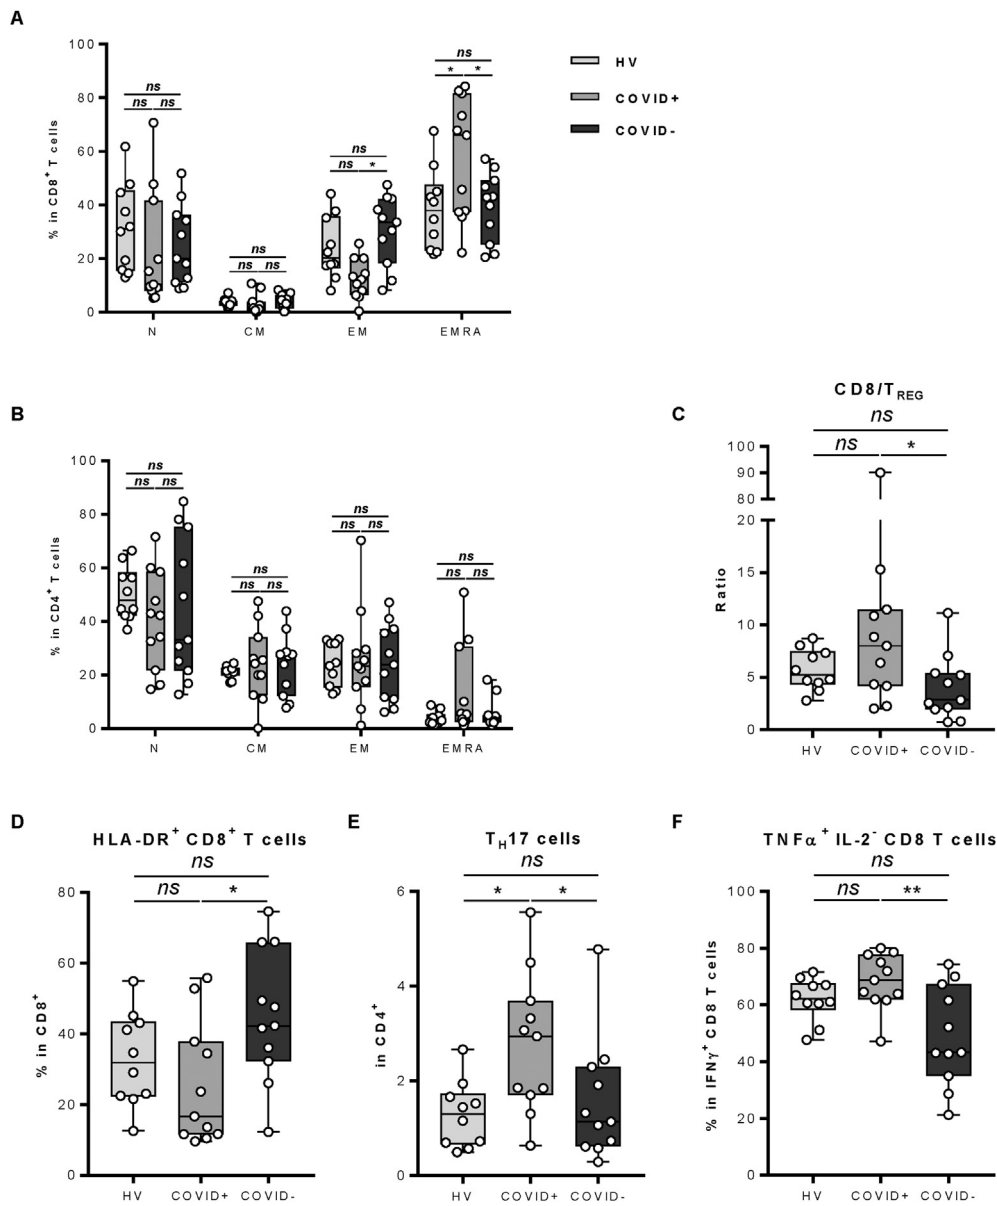 A
100
80
60
40
20
0
% in CD8+ T cells
ns
ns ns
ns
ns ns
ns
ns *
ns
* *
N CM EM EMRA
HV
COVID+
COVID-
B
100
80
60
40
20
0
% in CD4+ T cells
ns
ns ns
ns
ns ns
ns
ns ns
ns
ns ns
N CM EM EMRA
C
CD8/TREG
ns
ns *
100
90
80
20
15
10
5
0
Ratio
HV COVID+ COVID-
D
HLA-DR+ CD8+ T cells
ns
ns *
80
60
40
20
0
% in CD8+
HV COVID+ COVID-
E
TH17 cells
ns
* *
6
4
2
0
in CD4+
HV COVID+ COVID-
F
TNFα+ IL-2- CD8 T cells
ns
ns **
100
80
60
40
20
0
% in IFNγ+ CD8 T cells
HV COVID+ COVID-